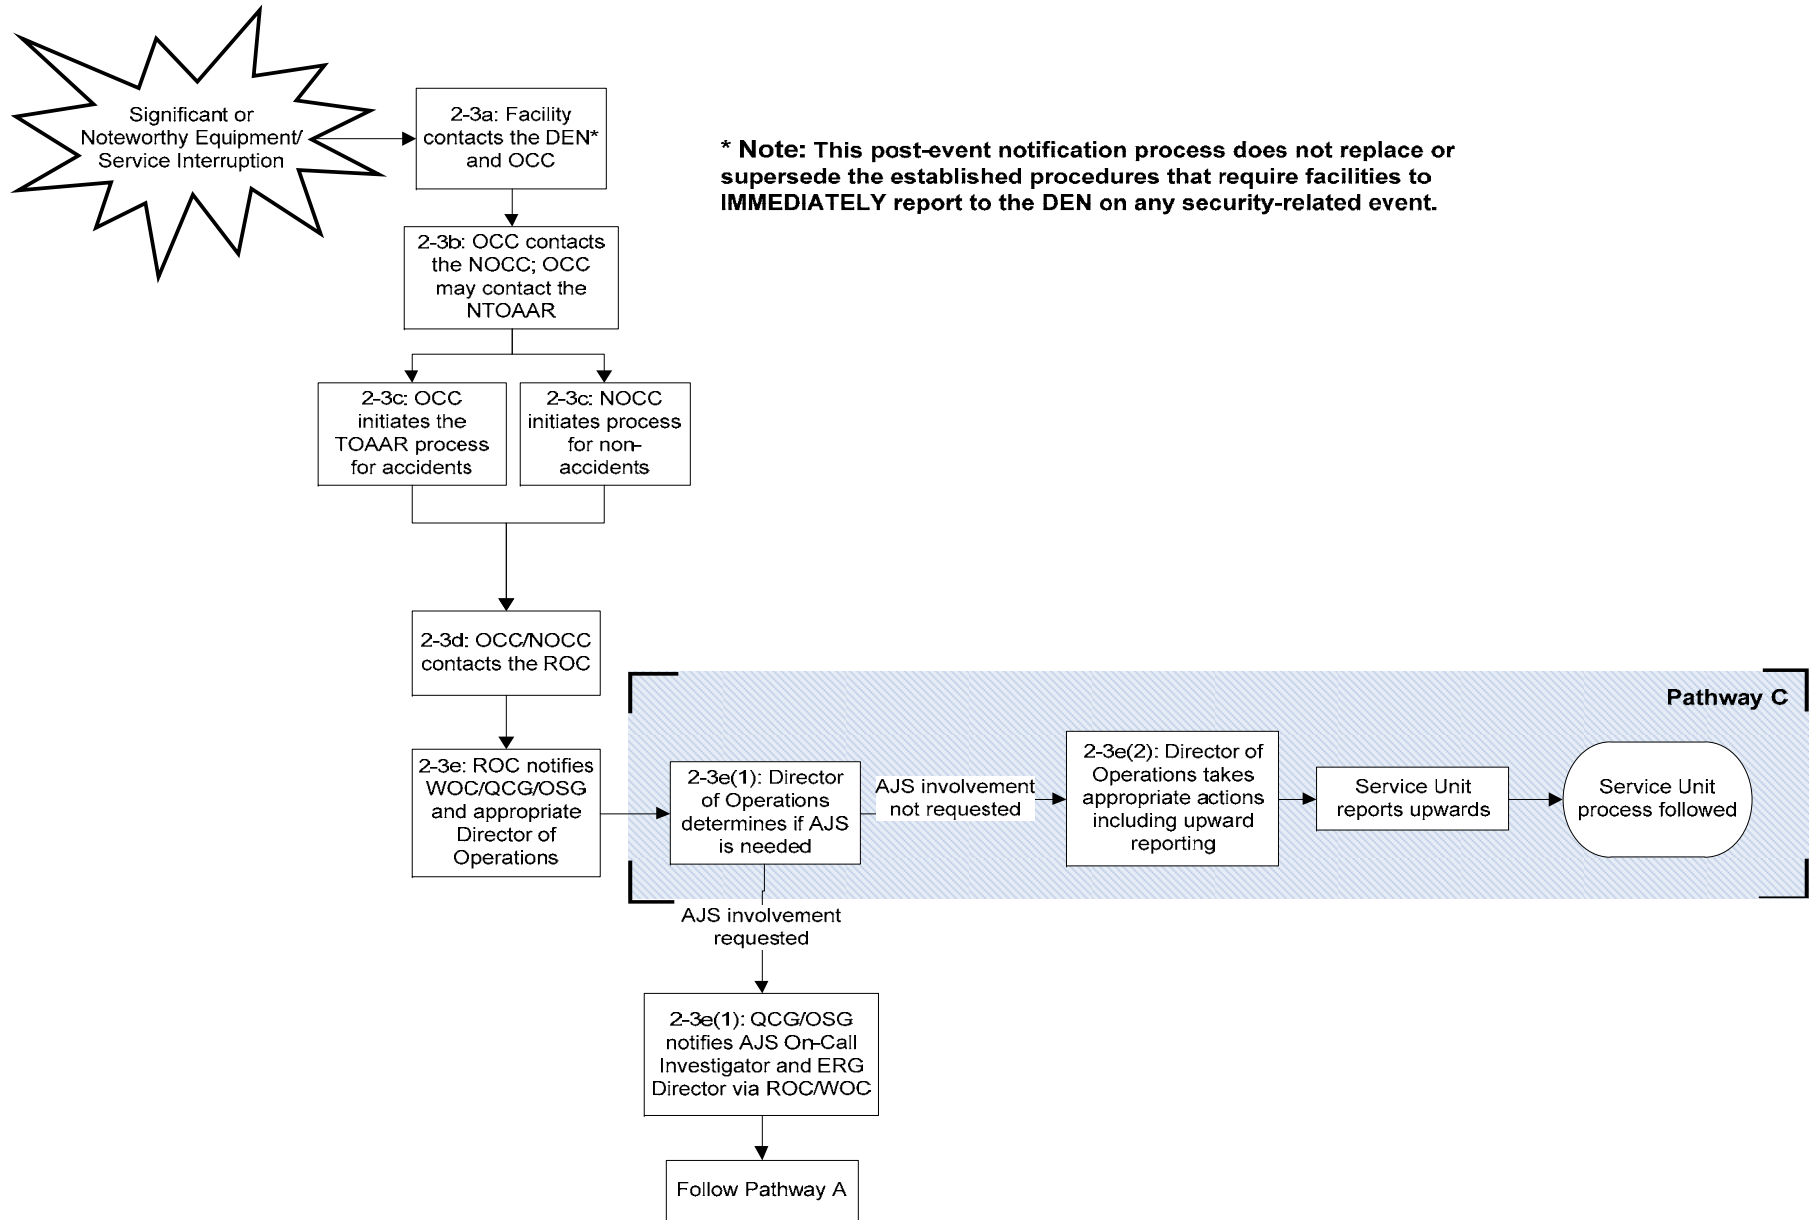 Significant or
Noteworthy Equipment/
Service Interruption
2-3a: Facility
contacts the DEN*
and OCC
* Note: This post-event notification process does not replace or
supersede the established procedures that require facilities to
IMMEDIATELY report to the DEN on any security-related event.
2-3b: OCC contacts
the NOCC; OCC
may contact the
NTOAAR
2-3c: OCC
initiates the
TOAAR process
for accidents
2-3c: NOCC
initiates process
for non-
accidents
2-3d: OCC/NOCC
contacts the ROC
Pathway C
2-3e: ROC notifies
WOC/QCG/OSG
and appropriate
Director of
Operations
2-3e(1): Director
of Operations
determines if AJS
is needed
AJS involvement
not requested
2-3e(2): Director of
Operations takes
appropriate actions
including upward
reporting
Service Unit
reports upwards
Service Unit
process followed
AJS involvement
requested
2-3e(1): QCG/OSG
notifies AJS On-Call
Investigator and ERG
Director via ROC/WOC
Follow Pathway A